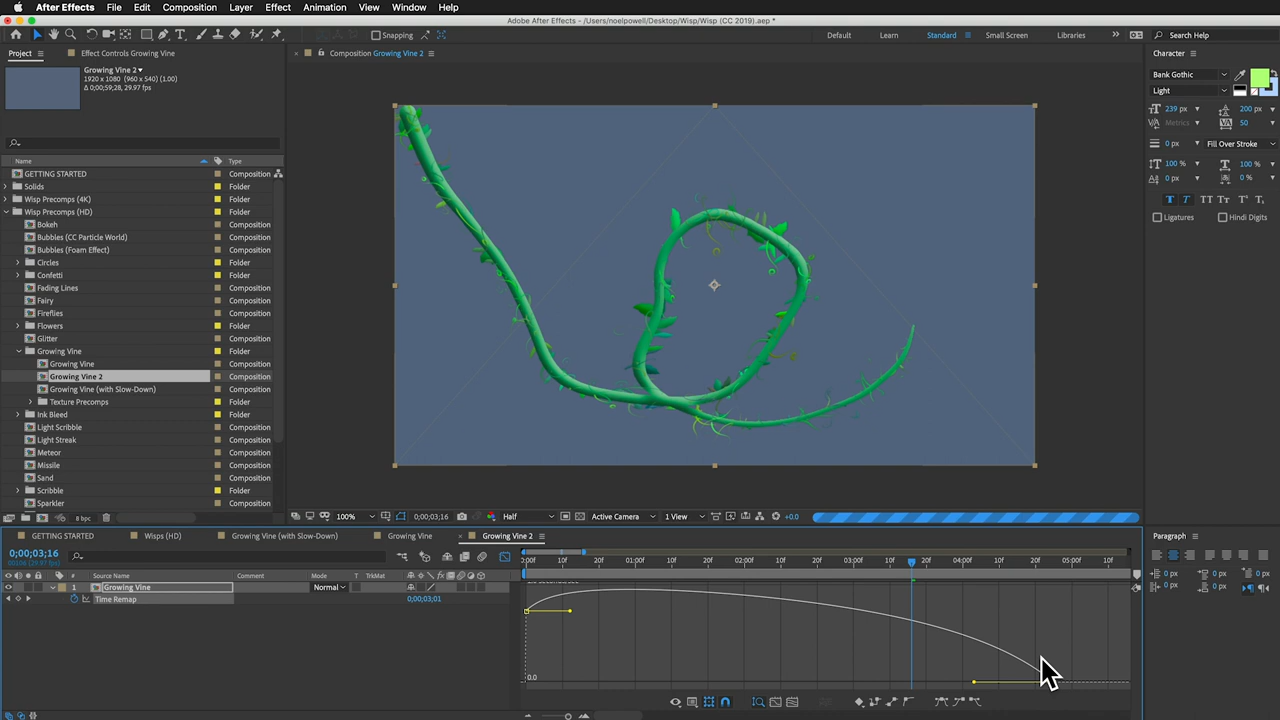 After Effects File Edit Composition Layer Effect Animation View Window Help
Adobe After Effects - /Users/noelpowell/Desktop/Wisp/Wisp (CC 2019).aep *
Snapping Default Learn Standard Small Screen Libraries Search Help
Project Effect Controls Growing Vine Composition Growing Vine 2 Character
Growing Vine 2
1920 x 1080 (960 x 540) (1.00)
Δ 0;00;59;28, 29.97 fps
Bank Gothic
Light
239 px 200 px
Metrics 50
0 px Fill Over Stroke
100 % 100 %
0 px 0 %
T T TT Tт T¹ T₁
Ligatures Hindi Digits
Name Type
GETTING STARTED Composition
Solids Folder
Wisp Precomps (4K) Folder
Wisp Precomps (HD) Folder
Bokeh Composition
Bubbles (CC Particle World) Composition
Bubbles (Foam Effect) Composition
Circles Folder
Confetti Folder
Fading Lines Composition
Fairy Composition
Fireflies Composition
Flowers Folder
Glitter Composition
Growing Vine Folder
Growing Vine Composition
Growing Vine 2 Composition
Growing Vine (with Slow-Down) Composition
Texture Precomps Folder
Ink Bleed Folder
Light Scribble Composition
Light Streak Composition
Meteor Composition
Missile Composition
Sand Composition
Scribble Folder
Sparkler Composition
8 bpc
100% 0;00;03;16 Half Active Camera 1 View +0.0
GETTING STARTED Wisps (HD) Growing Vine (with Slow-Down) Growing Vine Growing Vine 2
Paragraph
0;00;03;16
00106 (29.97 fps)
0:00f 10f 20f 01:00f 10f 20f 02:00f 10f 20f 03:00f 10f 20f 04:00f 10f 20f 05:00f 10f
# Source Name Comment Mode T TrkMat
1 Growing Vine Normal
Time Remap 0;00;03;01
0.0
0 px 0 px
0 px 0 px
0 px